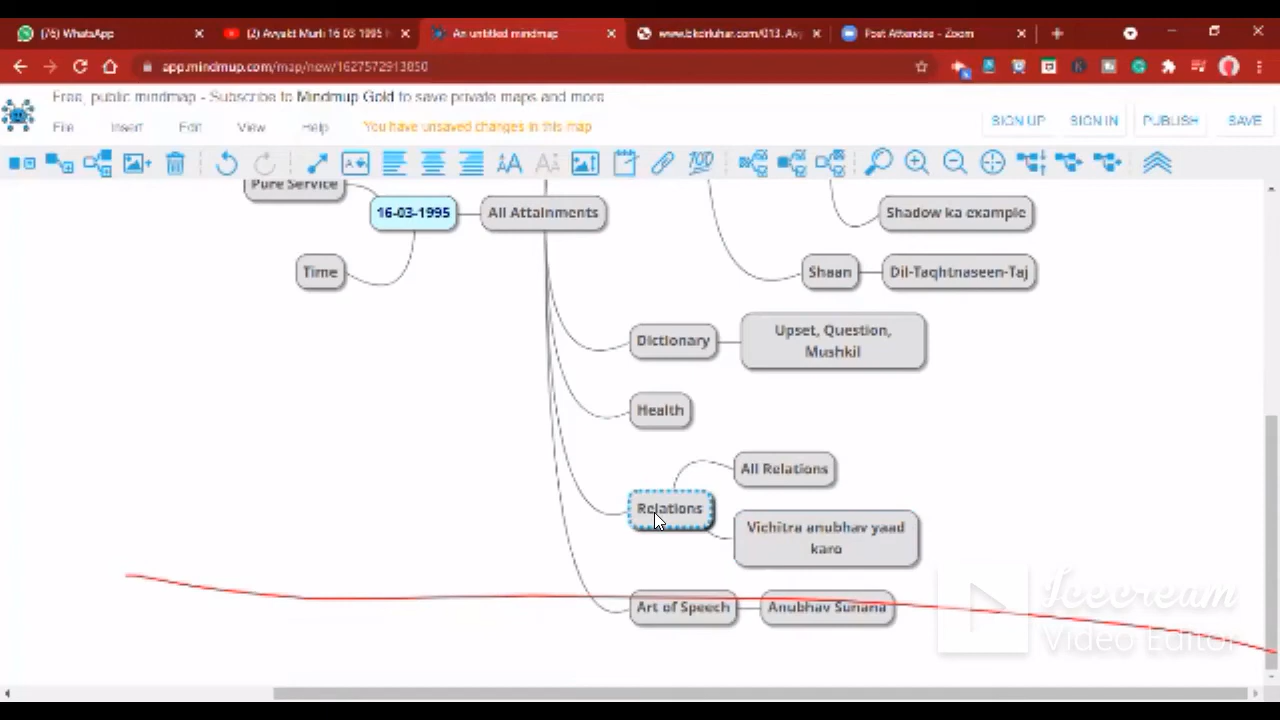 (76) WhatsApp
(2) Avyakt Murli 16 03 1995
An untitled mindmap
Post Attendee - Zoom
app.mindmup.com/map/new/1627572913850
Free, public mindmap - Subscribe to Mindmup Gold to save private maps and more
File Insert Edit View Help You have unsaved changes in this map
SIGN UP SIGN IN PUBLISH SAVE
Pure Service
16-03-1995
All Attainments
Shadow ka example
Time
Shaan
Dil-Taqhtnaseen-Taj
Dictionary
Upset, Question,
Mushkil
Health
All Relations
Relations
Vichitra anubhav yaad
karo
Art of Speech
Anubhav Sunana
Icecream
Video Editor